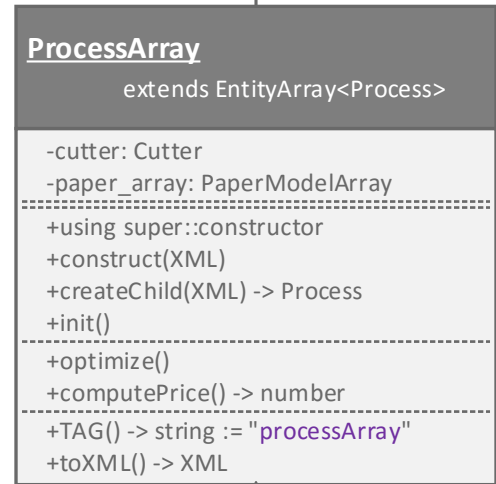 ProcessArray
extends EntityArray<Process>
-cutter: Cutter
-paper_array: PaperModelArray
+using super::constructor
+construct(XML)
+createChild(XML) -> Process
+init()
+optimize()
+computePrice() -> number
+TAG() -> string := "processArray"
+toXML() -> XML